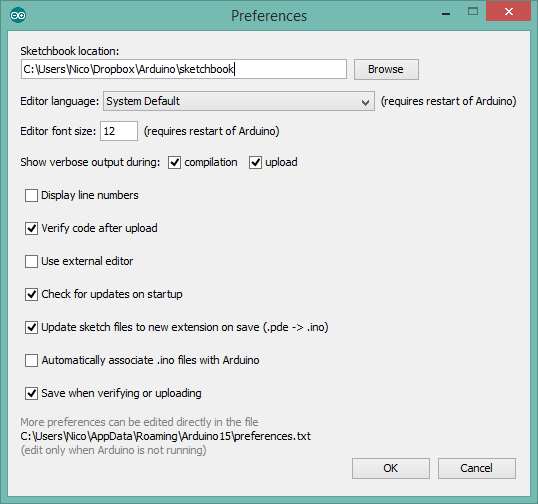 Preferences
Sketchbook location:
C:\Users\Nico\Dropbox\Arduino\sketchbook
Browse
Editor language: System Default (requires restart of Arduino)
Editor font size: 12 (requires restart of Arduino)
Show verbose output during: compilation upload
Display line numbers
Verify code after upload
Use external editor
Check for updates on startup
Update sketch files to new extension on save (.pde -> .ino)
Automatically associate .ino files with Arduino
Save when verifying or uploading
More preferences can be edited directly in the file
C:\Users\Nico\AppData\Roaming\Arduino15\preferences.txt
(edit only when Arduino is not running)
OK Cancel